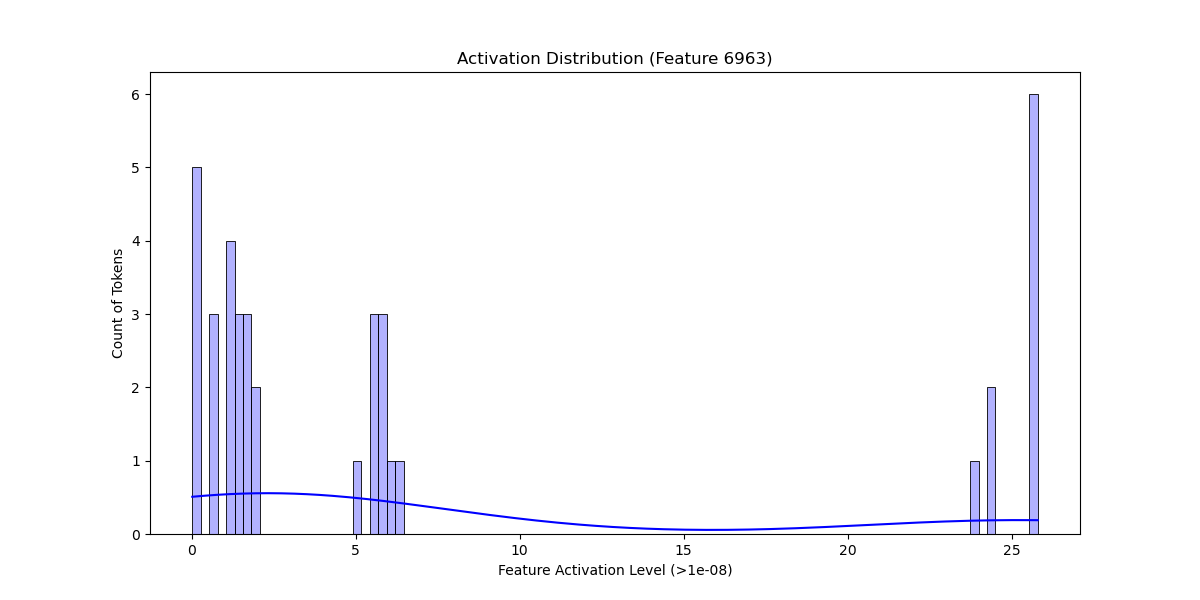 Activation Distribution (Feature 6963)
Count of Tokens
6
5
4
3
2
1
0
0 5 10 15 20 25
Feature Activation Level (>1e-08)